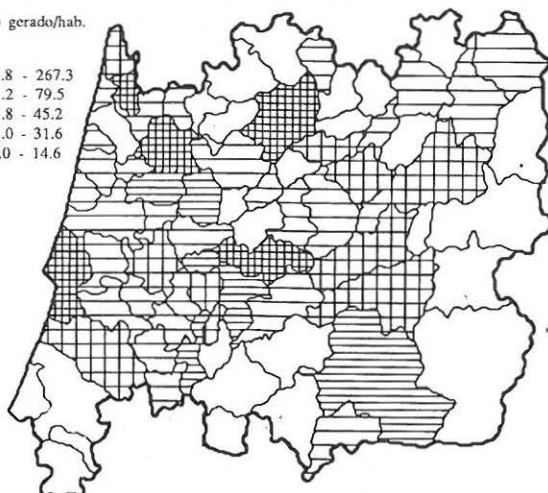 gerado/hab.
.8 - 267.3
.2 - 79.5
.8 - 45.2
.0 - 31.6
.0 - 14.6